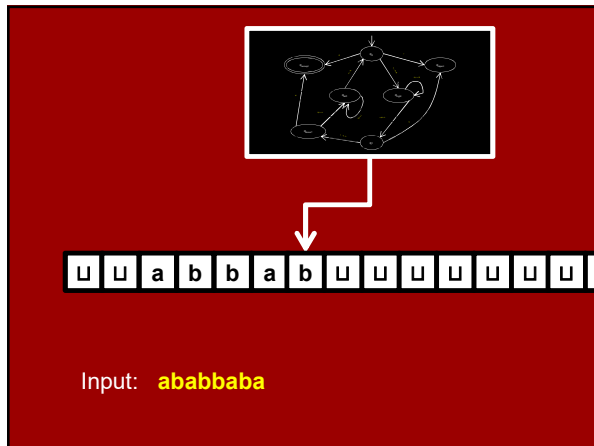 ⊔ ⊔ a b b a b ⊔ ⊔ ⊔ ⊔ ⊔ ⊔ ⊔
Input: ababbaba